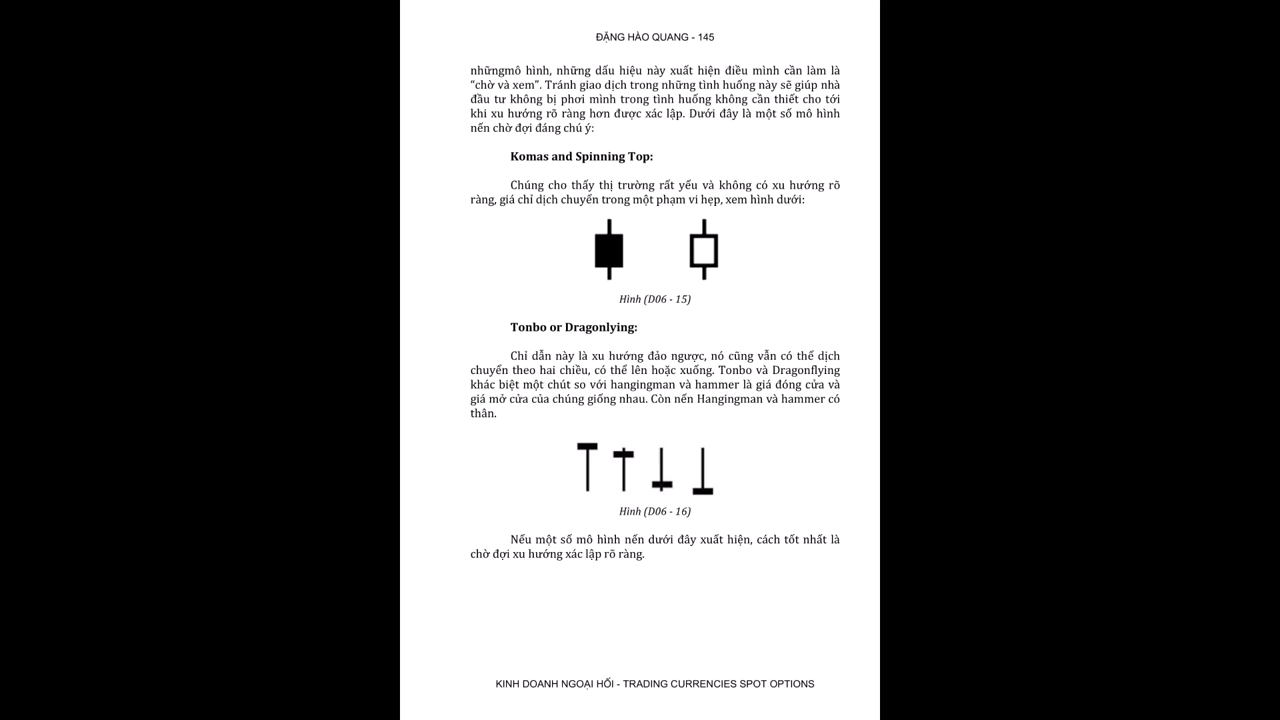 ĐẶNG HÀO QUANG - 145
nhữngmô hình, những dấu hiệu này xuất hiện điều mình cần làm là
“chờ và xem”. Tránh giao dịch trong những tình huống này sẽ giúp nhà
đầu tư không bị phơi mình trong tình huống không cần thiết cho tới
khi xu hướng rõ ràng hơn được xác lập. Dưới đây là một số mô hình
nến chờ đợi đáng chú ý:
Komas and Spinning Top:
Chúng cho thấy thị trường rất yếu và không có xu hướng rõ
ràng, giá chỉ dịch chuyển trong một phạm vi hẹp, xem hình dưới:
Hình (D06 - 15)
Tonbo or Dragonlying:
Chỉ dẫn này là xu hướng đảo ngược, nó cũng vẫn có thể dịch
chuyển theo hai chiều, có thể lên hoặc xuống. Tonbo và Dragonflying
khác biệt một chút so với hangingman và hammer là giá đóng cửa và
giá mở cửa của chúng giống nhau. Còn nến Hangingman và hammer có
thân.
Hình (D06 - 16)
Nếu một số mô hình nến dưới đây xuất hiện, cách tốt nhất là
chờ đợi xu hướng xác lập rõ ràng.
KINH DOANH NGOẠI HỐI - TRADING CURRENCIES SPOT OPTIONS